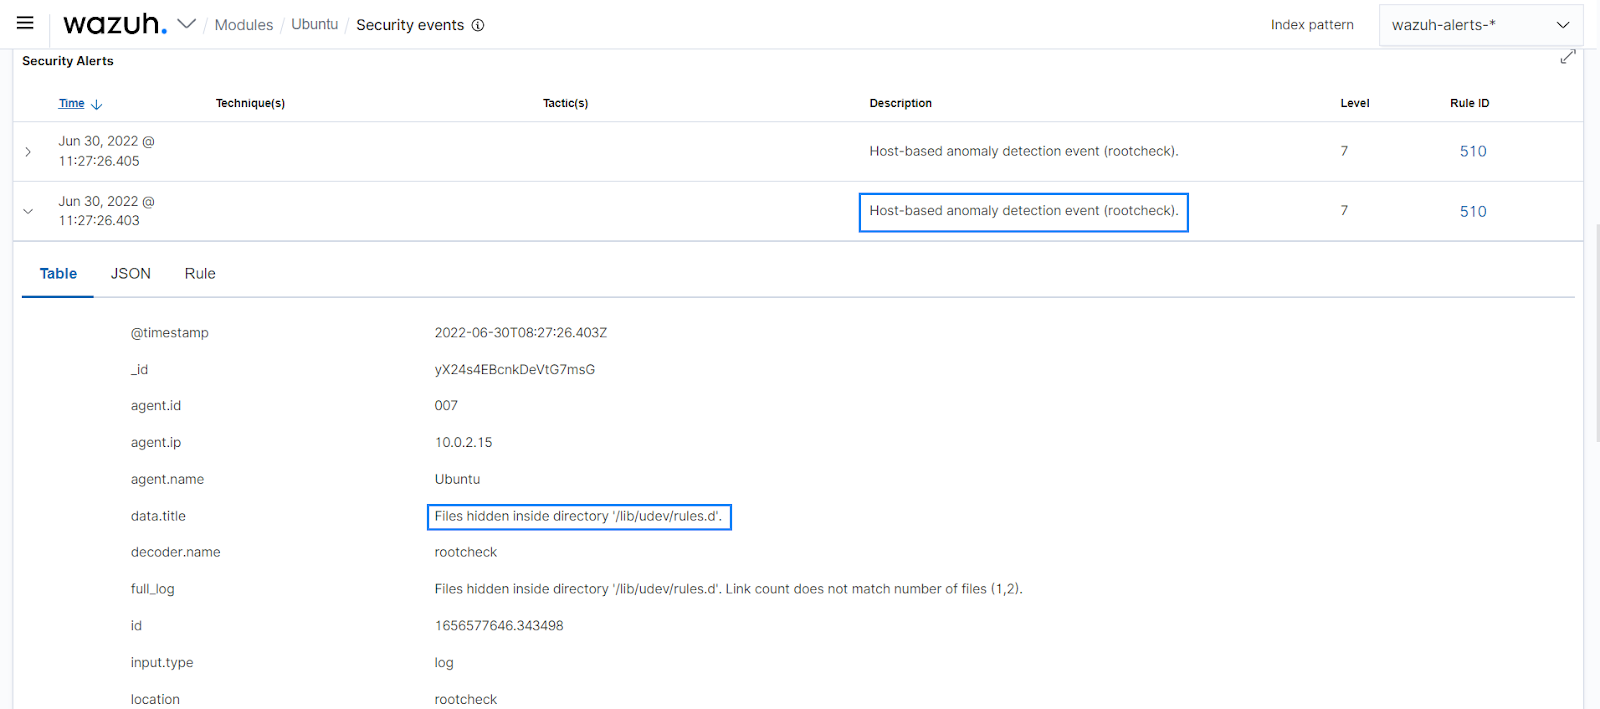 wazuh. / Modules / Ubuntu / Security events Index pattern wazuh-alerts-*
Security Alerts
Time Technique(s) Tactic(s) Description Level Rule ID
Jun 30, 2022 @
11:27:26.405
Host-based anomaly detection event (rootcheck). 7 510
Jun 30, 2022 @
11:27:26.403
Host-based anomaly detection event (rootcheck). 7 510
Table JSON Rule
@timestamp 2022-06-30T08:27:26.403Z
_id yX24s4EBcnkDeVtG7msG
agent.id 007
agent.ip 10.0.2.15
agent.name Ubuntu
data.title Files hidden inside directory '/lib/udev/rules.d'.
decoder.name rootcheck
full_log Files hidden inside directory '/lib/udev/rules.d'. Link count does not match number of files (1,2).
id 1656577646.343498
input.type log
location rootcheck